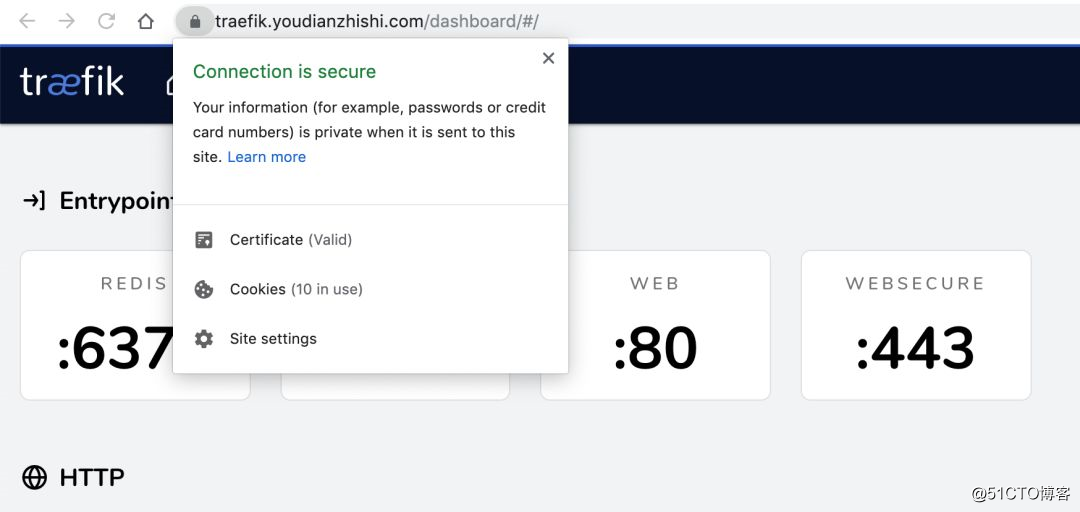 traefik.youdianzhishi.com/dashboard/#/
træfik
Connection is secure
Your information (for example, passwords or credit
card numbers) is private when it is sent to this
site. Learn more
Certificate (Valid)
Cookies (10 in use)
Site settings
Entrypoint
REDIS
:637
WEB
:80
WEBSECURE
:443
HTTP
@51CTO博客